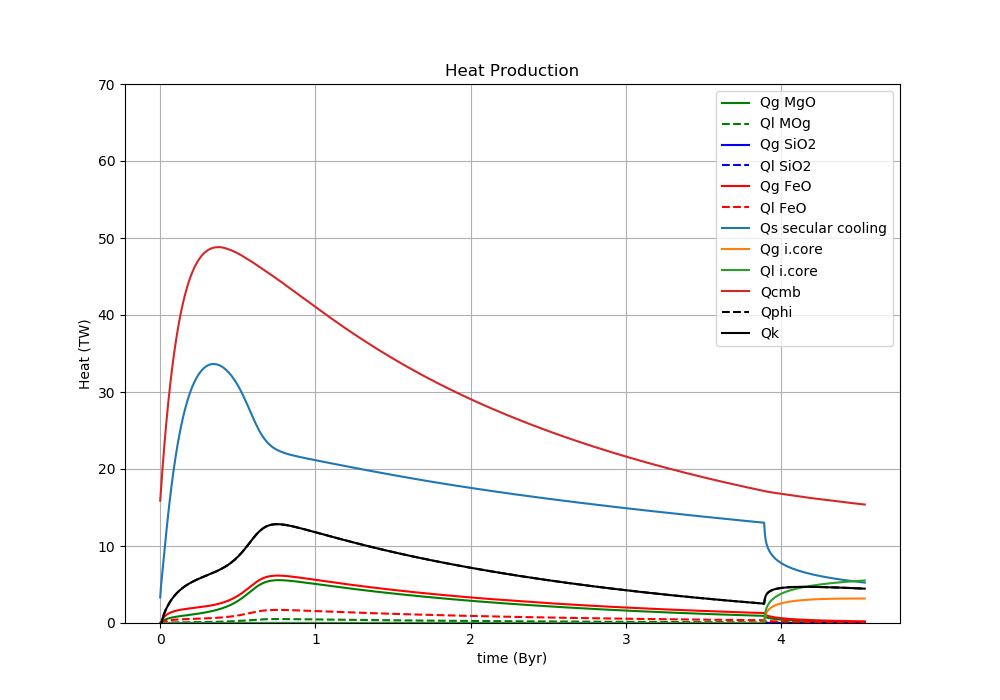 Heat Production
70
60
50
40
30
20
10
0
Heat (TW)
0 1 2 3 4
time (Byr)
Qg MgO
Ql MOg
Qg SiO2
Ql SiO2
Qg FeO
Ql FeO
Qs secular cooling
Qg i.core
Ql i.core
Qcmb
Qphi
Qk